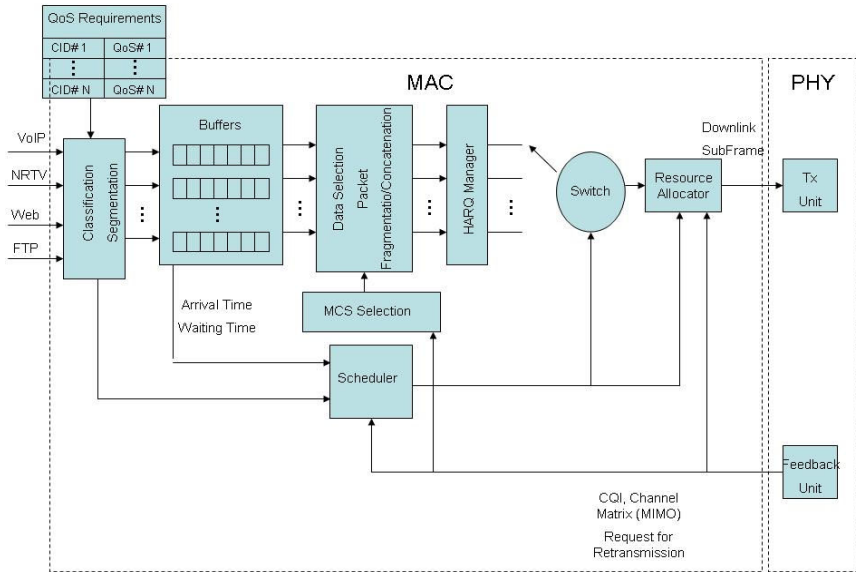 QoS Requirements
CID# 1 QoS# 1
CID# N QoS# N
MAC
PHY
VoIP
NRTV
Web
FTP
Classification
Segmentation
Buffers
Data Selection
Packet
Fragmentatio/Concatenation
HARQ Manager
Switch
Downlink
SubFrame
Resource
Allocator
Tx
Unit
Arrival Time
Waiting Time
MCS Selection
Scheduler
Feedback
Unit
CQI, Channel
Matrix (MIMO)
Request for
Retransmission